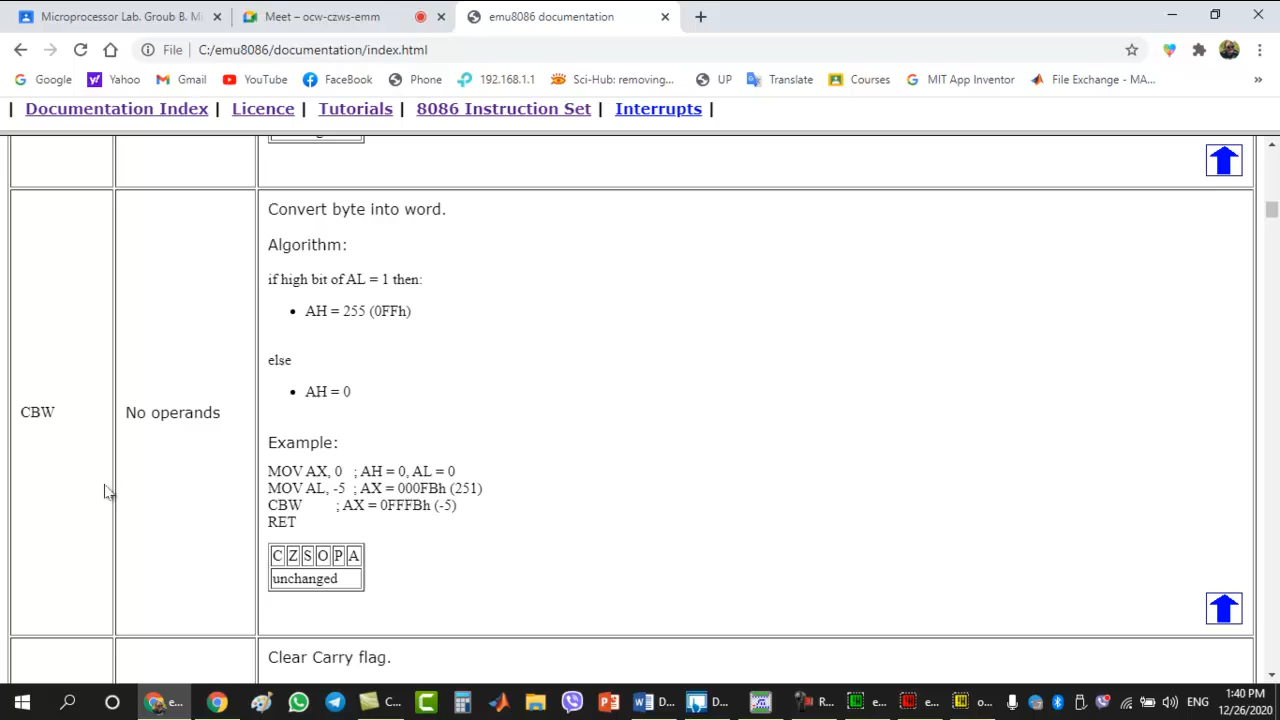 Microprocessor Lab. Groub B. Mi
Meet – ocw-czws-emm
emu8086 documentation
File
C:/emu8086/documentation/index.html
Google
Yahoo
Gmail
YouTube
FaceBook
Phone
192.168.1.1
Sci-Hub: removing...
UP
Translate
Courses
MIT App Inventor
File Exchange - MA...
»
| Documentation Index | Licence | Tutorials | 8086 Instruction Set | Interrupts |
Convert byte into word.
Algorithm:
if high bit of AL = 1 then:
• AH = 255 (0FFh)
else
• AH = 0
CBW
No operands
Example:
MOV AX, 0 ; AH = 0, AL = 0
MOV AL, -5 ; AX = 000FBh (251)
CBW ; AX = 0FFFBh (-5)
RET
C Z S O P A
unchanged
Clear Carry flag.
e...
C...
D...
D...
R...
e...
e...
o...
ENG
1:40 PM
12/26/2020